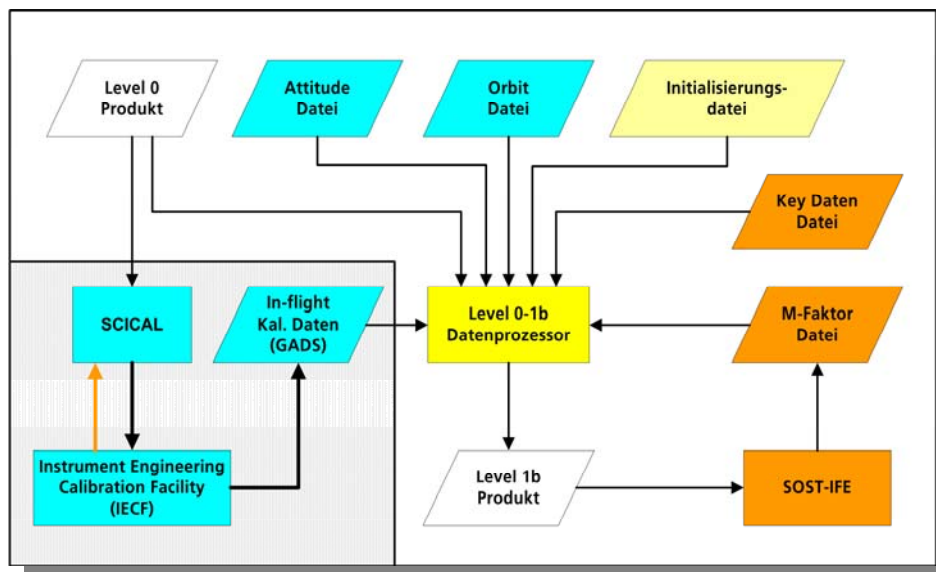 Level 0
Produkt
Attitude
Datei
Orbit
Datei
Initialisierungs-
datei
Key Daten
Datei
SCICAL
In-flight
Kal. Daten
(GADS)
Level 0-1b
Datenprozessor
M-Faktor
Datei
Instrument Engineering
Calibration Facility
(IECF)
Level 1b
Produkt
SOST-IFE